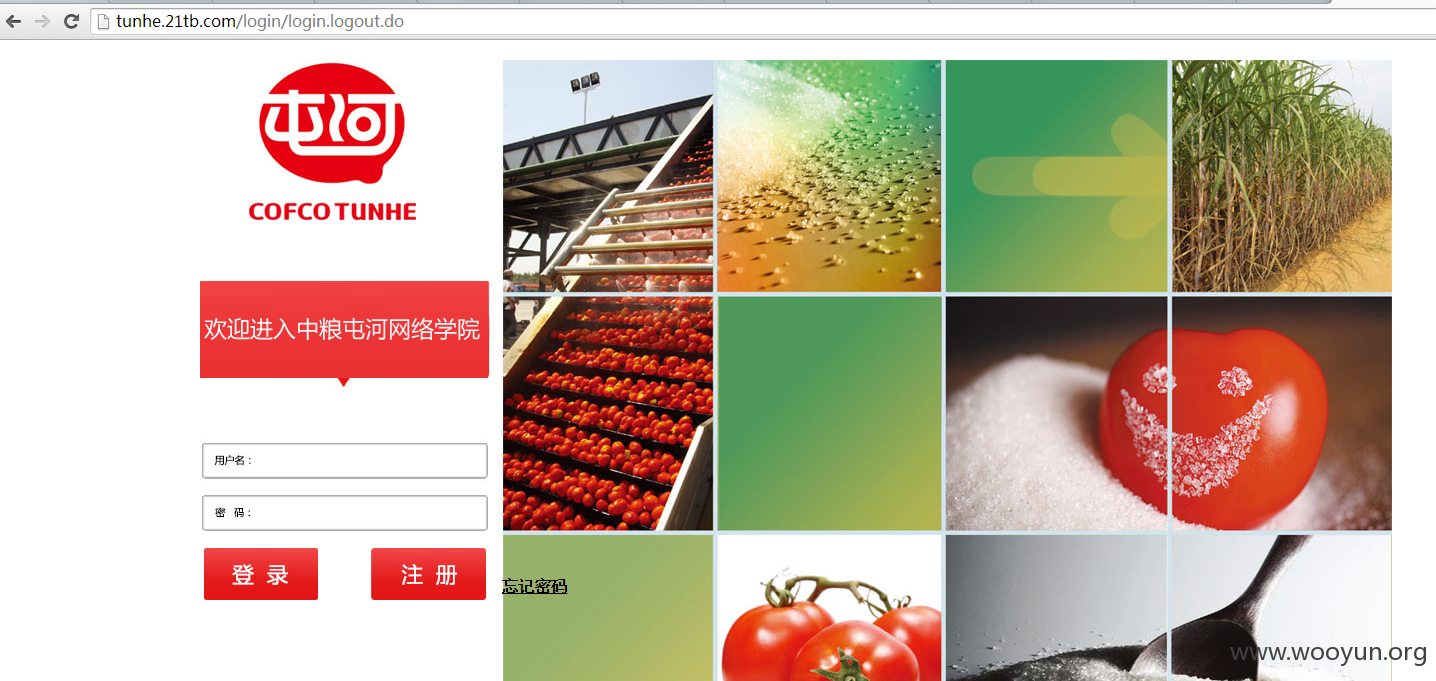 tunhe.21tb.com/login/login.logout.do
屯河
COFCO TUNHE
欢迎进入中粮屯河网络学院
用户名：
密 码：
登 录
注 册
忘记密码
www.wooyun.org